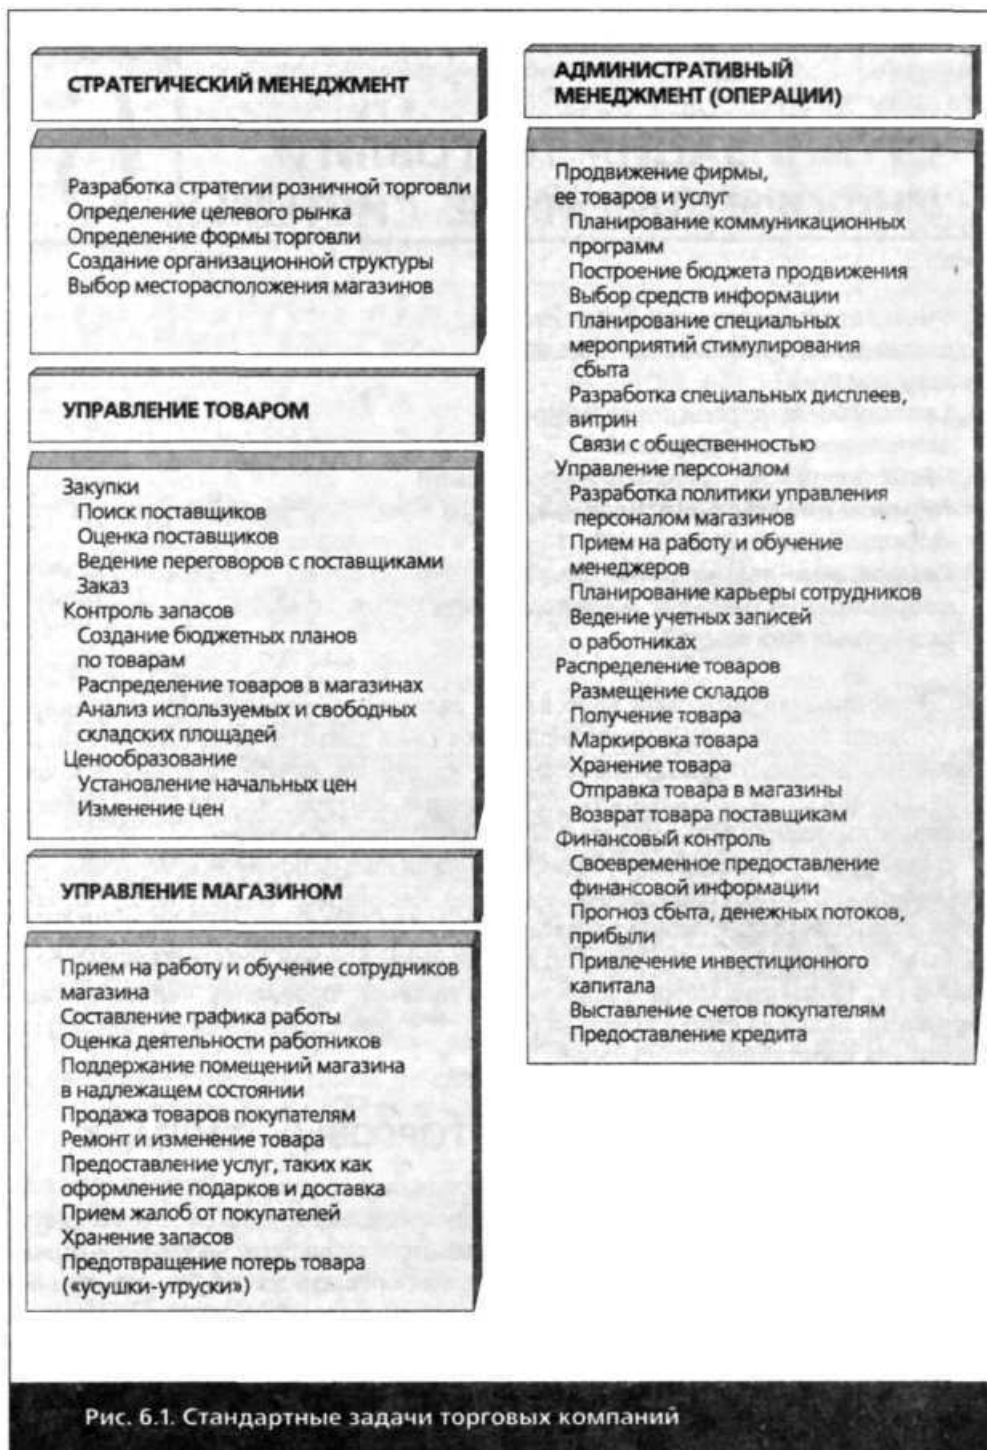 СТРАТЕГИЧЕСКИЙ МЕНЕДЖМЕНТ
Разработка стратегии розничной торговли
Определение целевого рынка
Определение формы торговли
Создание организационной структуры
Выбор месторасположения магазинов
УПРАВЛЕНИЕ ТОВАРОМ
Закупки
Поиск поставщиков
Оценка поставщиков
Ведение переговоров с поставщиками
Заказ
Контроль запасов
Создание бюджетных планов
по товарам
Распределение товаров в магазинах
Анализ используемых и свободных
складских площадей
Ценообразование
Установление начальных цен
Изменение цен
УПРАВЛЕНИЕ МАГАЗИНОМ
Прием на работу и обучение сотрудников
магазина
Составление графика работы
Оценка деятельности работников
Поддержание помещений магазина
в надлежащем состоянии
Продажа товаров покупателям
Ремонт и изменение товара
Предоставление услуг, таких как
оформление подарков и доставка
Прием жалоб от покупателей
Хранение запасов
Предотвращение потерь товара
(«усушки-утруски»)
АДМИНИСТРАТИВНЫЙ
МЕНЕДЖМЕНТ (ОПЕРАЦИИ)
Продвижение фирмы,
ее товаров и услуг
Планирование коммуникационных
программ
Построение бюджета продвижения
Выбор средств информации
Планирование специальных
мероприятий стимулирования
сбыта
Разработка специальных дисплеев,
витрин
Связи с общественностью
Управление персоналом
Разработка политики управления
персоналом магазинов
Прием на работу и обучение
менеджеров
Планирование карьеры сотрудников
Ведение учетных записей
о работниках
Распределение товаров
Размещение складов
Получение товара
Маркировка товара
Хранение товара
Отправка товара в магазины
Возврат товара поставщикам
Финансовый контроль
Своевременное предоставление
финансовой информации
Прогноз сбыта, денежных потоков,
прибыли
Привлечение инвестиционного
капитала
Выставление счетов покупателям
Предоставление кредита
Рис. 6.1. Стандартные задачи торговых компаний